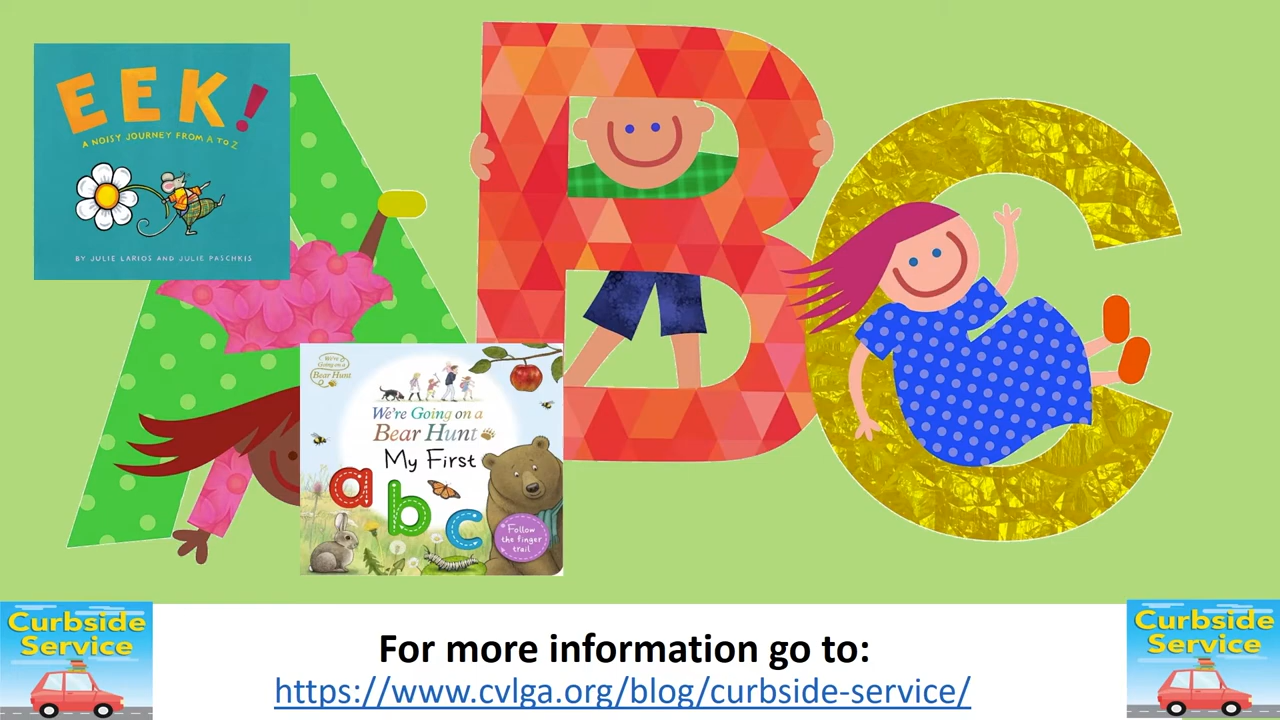 EEK!
A NOISY JOURNEY FROM A TO Z
BY JULIE LARIOS AND JULIE PASCHKIS
ABC
We're
Going on a
Bear Hunt
We're Going on a
Bear Hunt
My First
a b c
Follow
the finger
trail
Curbside
Service
For more information go to:
https://www.cvlga.org/blog/curbside-service/
Curbside
Service